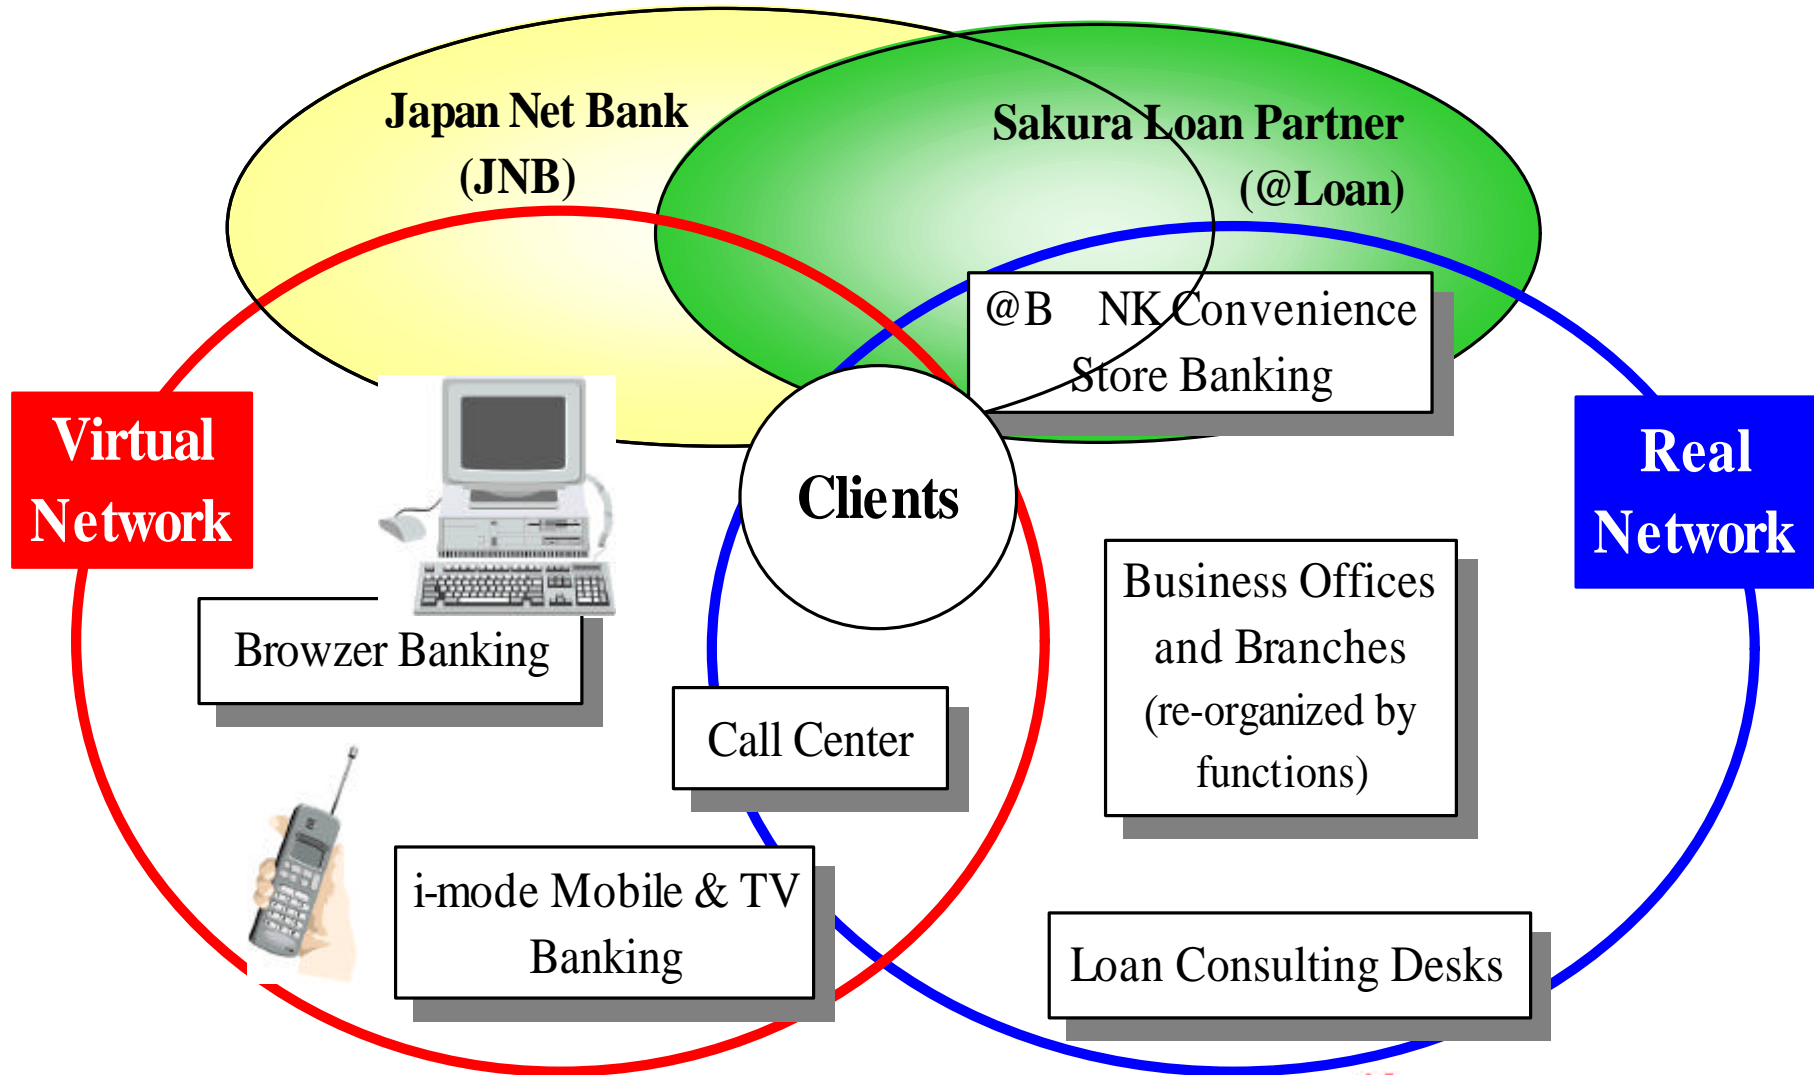 Japan Net Bank
(JNB)
Sakura Loan Partner
(@Loan)
@B NK Convenience
Store Banking
Virtual
Network
Clients
Real
Network
Browzer Banking
Business Offices
and Branches
(re-organized by
functions)
Call Center
i-mode Mobile & TV
Banking
Loan Consulting Desks